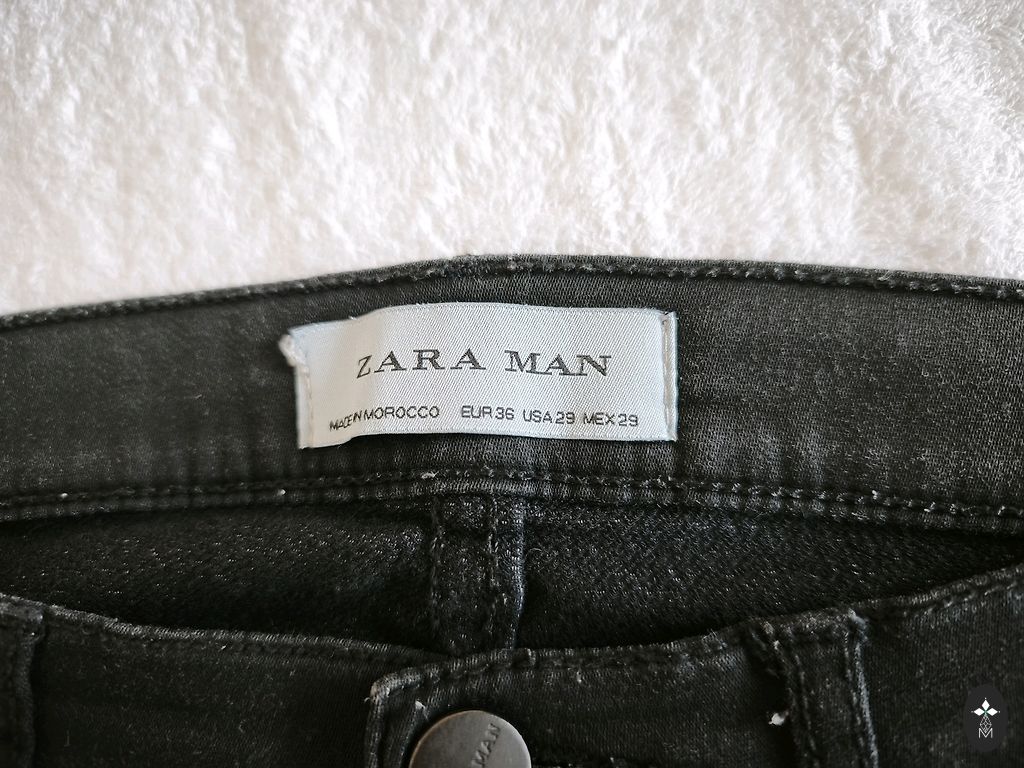 ZARA MAN
MADE IN MOROCCO EUR 36 USA 29 MEX 29
MAN
M